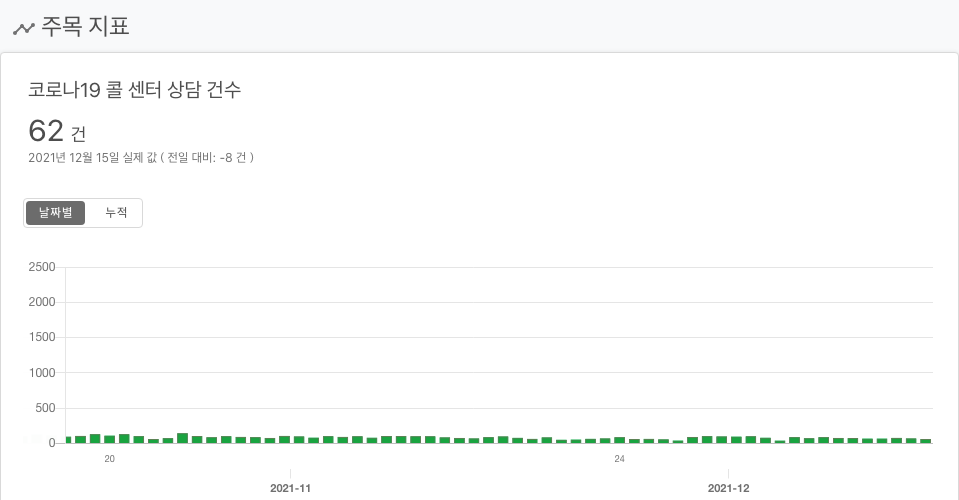 주목 지표
코로나19 콜 센터 상담 건수
62 건
2021년 12월 15일 실제 값 ( 전일 대비: -8 건 )
날짜별 누적
2500
2000
1500
1000
500
0
20 24
2021-11 2021-12